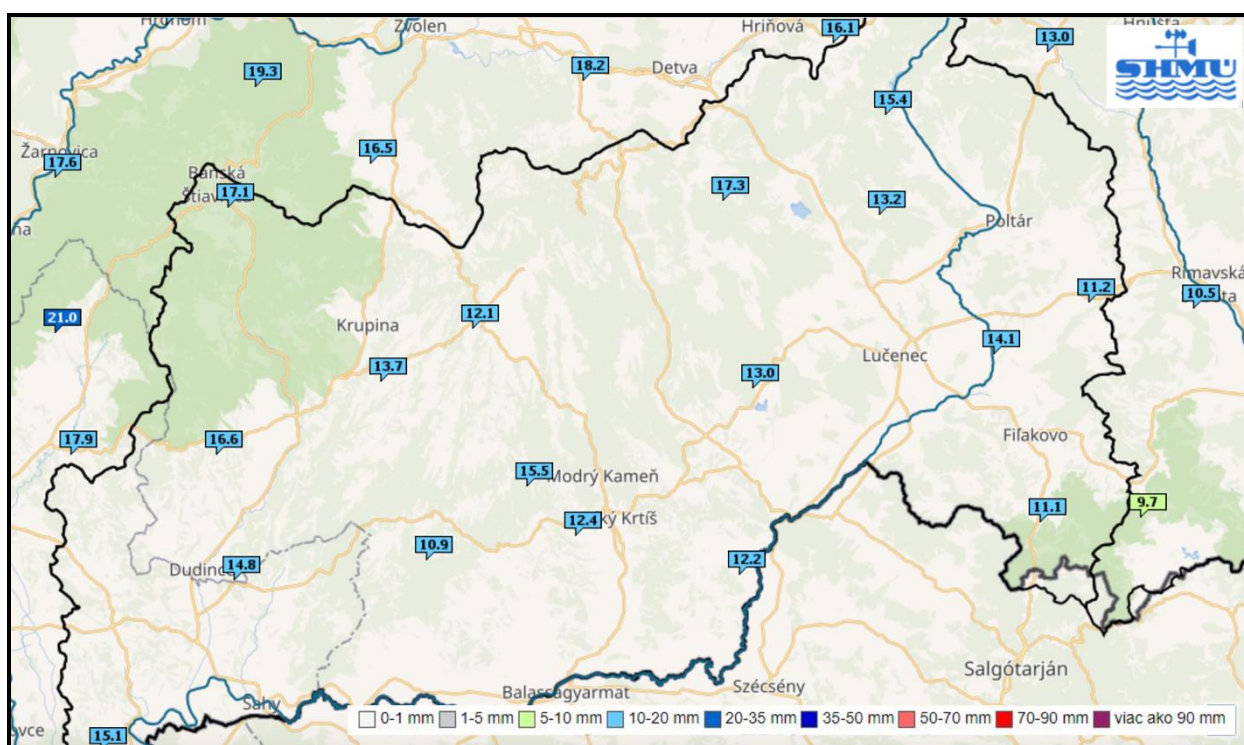 Hronom
Zvolen
Hriňová
16.1
13.0
Hnúšťa
SHMÚ
19.3
18.2
Detva
15.4
Žarnovica
17.6
16.5
Banská
17.1
17.3
13.2
Poltár
na
21.0
Krupina
12.1
11.2
Rimavská
10.5
14.1
Lučenec
13.7
13.0
17.9
16.6
Fiľakovo
15.5
Modrý Kameň
12.4
Krtíš
11.1
9.7
10.9
12.2
14.8
Salgótarján
Balassagyarmat
Szécsény
Šahy
15.1
0-1 mm
1-5 mm
5-10 mm
10-20 mm
20-35 mm
35-50 mm
50-70 mm
70-90 mm
viac ako 90 mm